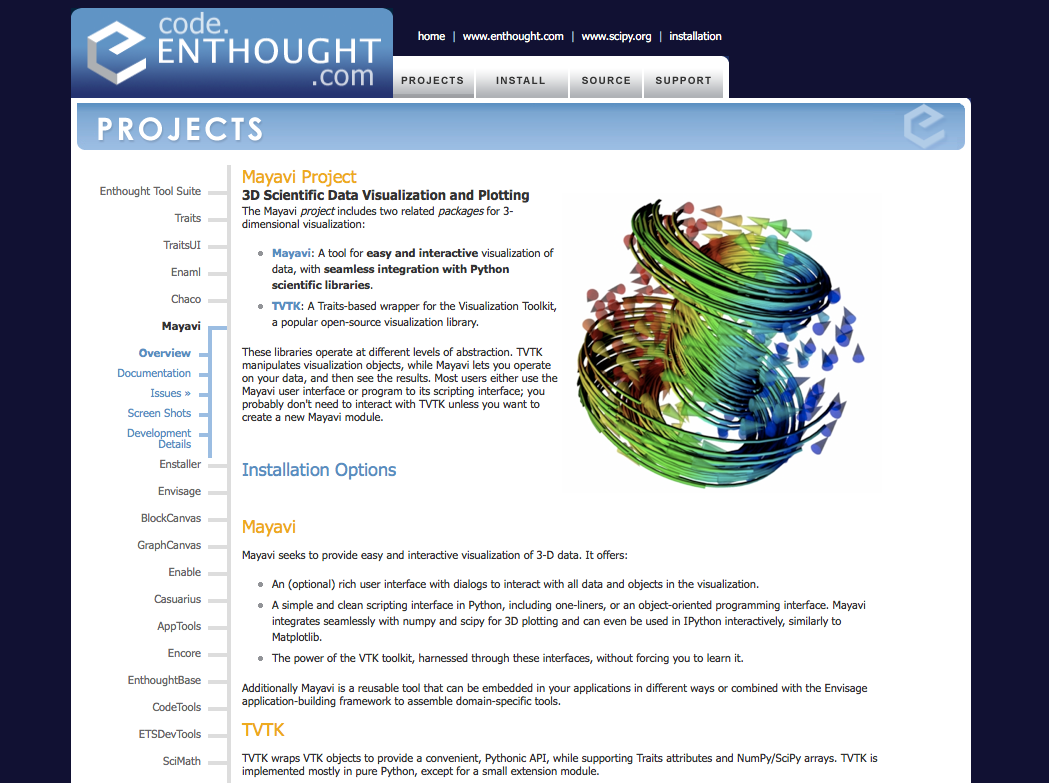 code.
ENTHOUGHT
.com
home | www.enthought.com | www.scipy.org | installation
PROJECTS INSTALL SOURCE SUPPORT
PROJECTS
Enthought Tool Suite
Traits
TraitsUI
Enaml
Chaco
Mayavi
Overview
Documentation
Issues »
Screen Shots
Development
Details
Enstaller
Envisage
BlockCanvas
GraphCanvas
Enable
Casuarius
AppTools
Encore
EnthoughtBase
CodeTools
ETSDevTools
SciMath
Mayavi Project
3D Scientific Data Visualization and Plotting
The Mayavi project includes two related packages for 3-
dimensional visualization:
Mayavi: A tool for easy and interactive visualization of
data, with seamless integration with Python
scientific libraries.
TVTK: A Traits-based wrapper for the Visualization Toolkit,
a popular open-source visualization library.
These libraries operate at different levels of abstraction. TVTK
manipulates visualization objects, while Mayavi lets you operate
on your data, and then see the results. Most users either use the
Mayavi user interface or program to its scripting interface; you
probably don't need to interact with TVTK unless you want to
create a new Mayavi module.
Installation Options
Mayavi
Mayavi seeks to provide easy and interactive visualization of 3-D data. It offers:
An (optional) rich user interface with dialogs to interact with all data and objects in the visualization.
A simple and clean scripting interface in Python, including one-liners, or an object-oriented programming interface. Mayavi
integrates seamlessly with numpy and scipy for 3D plotting and can even be used in IPython interactively, similarly to
Matplotlib.
The power of the VTK toolkit, harnessed through these interfaces, without forcing you to learn it.
Additionally Mayavi is a reusable tool that can be embedded in your applications in different ways or combined with the Envisage
application-building framework to assemble domain-specific tools.
TVTK
TVTK wraps VTK objects to provide a convenient, Pythonic API, while supporting Traits attributes and NumPy/SciPy arrays. TVTK is
implemented mostly in pure Python, except for a small extension module.